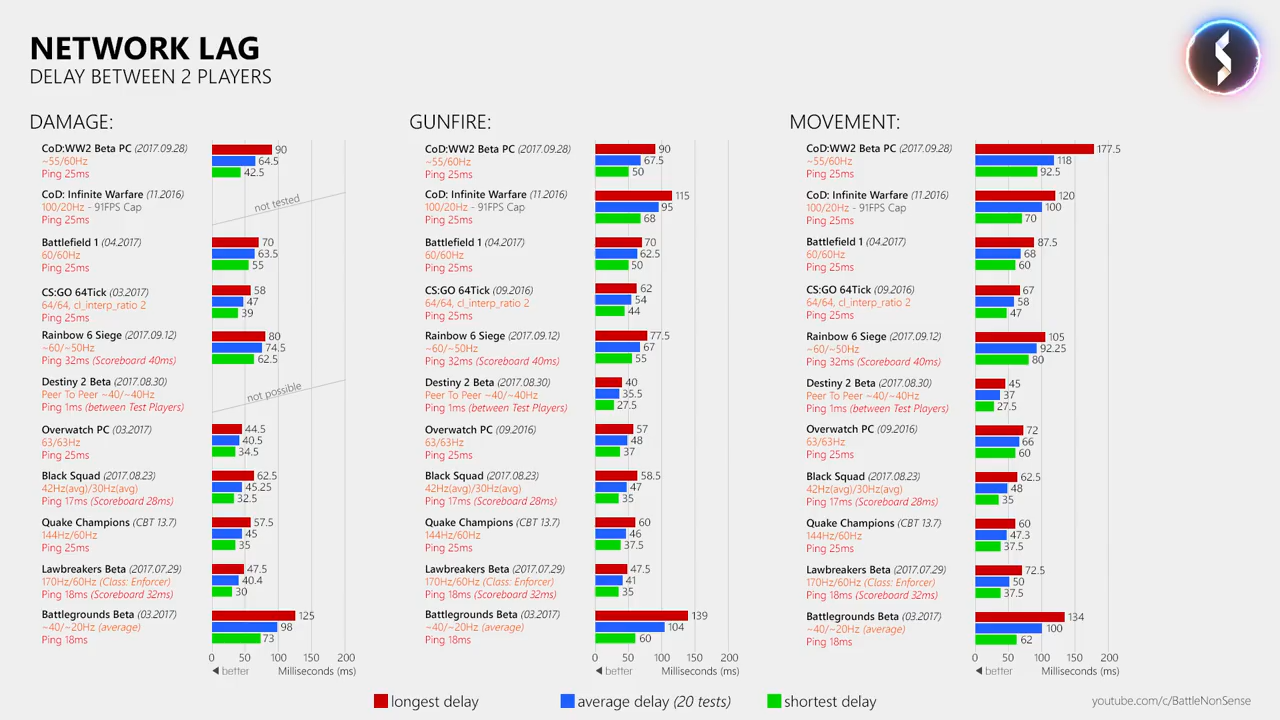 NETWORK LAG
DELAY BETWEEN 2 PLAYERS
DAMAGE:
CoD:WW2 Beta PC (2017.09.28)
~55/60Hz
Ping 25ms
90
64.5
42.5
CoD: Infinite Warfare (11.2016)
100/20Hz - 91FPS Cap
Ping 25ms
not tested
Battlefield 1 (04.2017)
60/60Hz
Ping 25ms
70
63.5
55
CS:GO 64Tick (03.2017)
64/64, cl_interp_ratio 2
Ping 25ms
58
47
39
Rainbow 6 Siege (2017.09.12)
~60/~50Hz
Ping 32ms (Scoreboard 40ms)
80
74.5
62.5
Destiny 2 Beta (2017.08.30)
Peer To Peer ~40/~40Hz
Ping 1ms (between Test Players)
not possible
Overwatch PC (03.2017)
63/63Hz
Ping 25ms
44.5
40.5
34.5
Black Squad (2017.08.23)
42Hz(avg)/30Hz(avg)
Ping 17ms (Scoreboard 28ms)
62.5
45.25
32.5
Quake Champions (CBT 13.7)
144Hz/60Hz
Ping 25ms
57.5
45
35
Lawbreakers Beta (2017.07.29)
170Hz/60Hz (Class: Enforcer)
Ping 18ms (Scoreboard 32ms)
47.5
40.4
30
Battlegrounds Beta (03.2017)
~40/~20Hz (average)
Ping 18ms
125
98
73
0 50 100 150 200
better Milliseconds (ms)
GUNFIRE:
CoD:WW2 Beta PC (2017.09.28)
~55/60Hz
Ping 25ms
90
67.5
50
CoD: Infinite Warfare (11.2016)
100/20Hz - 91FPS Cap
Ping 25ms
115
95
68
Battlefield 1 (04.2017)
60/60Hz
Ping 25ms
70
62.5
50
CS:GO 64Tick (09.2016)
64/64, cl_interp_ratio 2
Ping 25ms
62
54
44
Rainbow 6 Siege (2017.09.12)
~60/~50Hz
Ping 32ms (Scoreboard 40ms)
77.5
67
55
Destiny 2 Beta (2017.08.30)
Peer To Peer ~40/~40Hz
Ping 1ms (between Test Players)
40
35.5
27.5
Overwatch PC (09.2016)
63/63Hz
Ping 25ms
57
48
37
Black Squad (2017.08.23)
42Hz(avg)/30Hz(avg)
Ping 17ms (Scoreboard 28ms)
58.5
47
35
Quake Champions (CBT 13.7)
144Hz/60Hz
Ping 25ms
60
46
37.5
Lawbreakers Beta (2017.07.29)
170Hz/60Hz (Class: Enforcer)
Ping 18ms (Scoreboard 32ms)
47.5
41
35
Battlegrounds Beta (03.2017)
~40/~20Hz (average)
Ping 18ms
139
104
60
0 50 100 150 200
better Milliseconds (ms)
MOVEMENT:
CoD:WW2 Beta PC (2017.09.28)
~55/60Hz
Ping 25ms
177.5
118
92.5
CoD: Infinite Warfare (11.2016)
100/20Hz - 91FPS Cap
Ping 25ms
120
100
70
Battlefield 1 (04.2017)
60/60Hz
Ping 25ms
87.5
68
60
CS:GO 64Tick (09.2016)
64/64, cl_interp_ratio 2
Ping 25ms
67
58
47
Rainbow 6 Siege (2017.09.12)
~60/~50Hz
Ping 32ms (Scoreboard 40ms)
105
92.25
80
Destiny 2 Beta (2017.08.30)
Peer To Peer ~40/~40Hz
Ping 1ms (between Test Players)
45
37
27.5
Overwatch PC (09.2016)
63/63Hz
Ping 25ms
72
66
60
Black Squad (2017.08.23)
42Hz(avg)/30Hz(avg)
Ping 17ms (Scoreboard 28ms)
62.5
48
35
Quake Champions (CBT 13.7)
144Hz/60Hz
Ping 25ms
60
47.3
37.5
Lawbreakers Beta (2017.07.29)
170Hz/60Hz (Class: Enforcer)
Ping 18ms (Scoreboard 32ms)
72.5
50
37.5
Battlegrounds Beta (03.2017)
~40/~20Hz (average)
Ping 18ms
134
100
62
0 50 100 150 200
better Milliseconds (ms)
longest delay
average delay (20 tests)
shortest delay
youtube.com/c/BattleNonSense